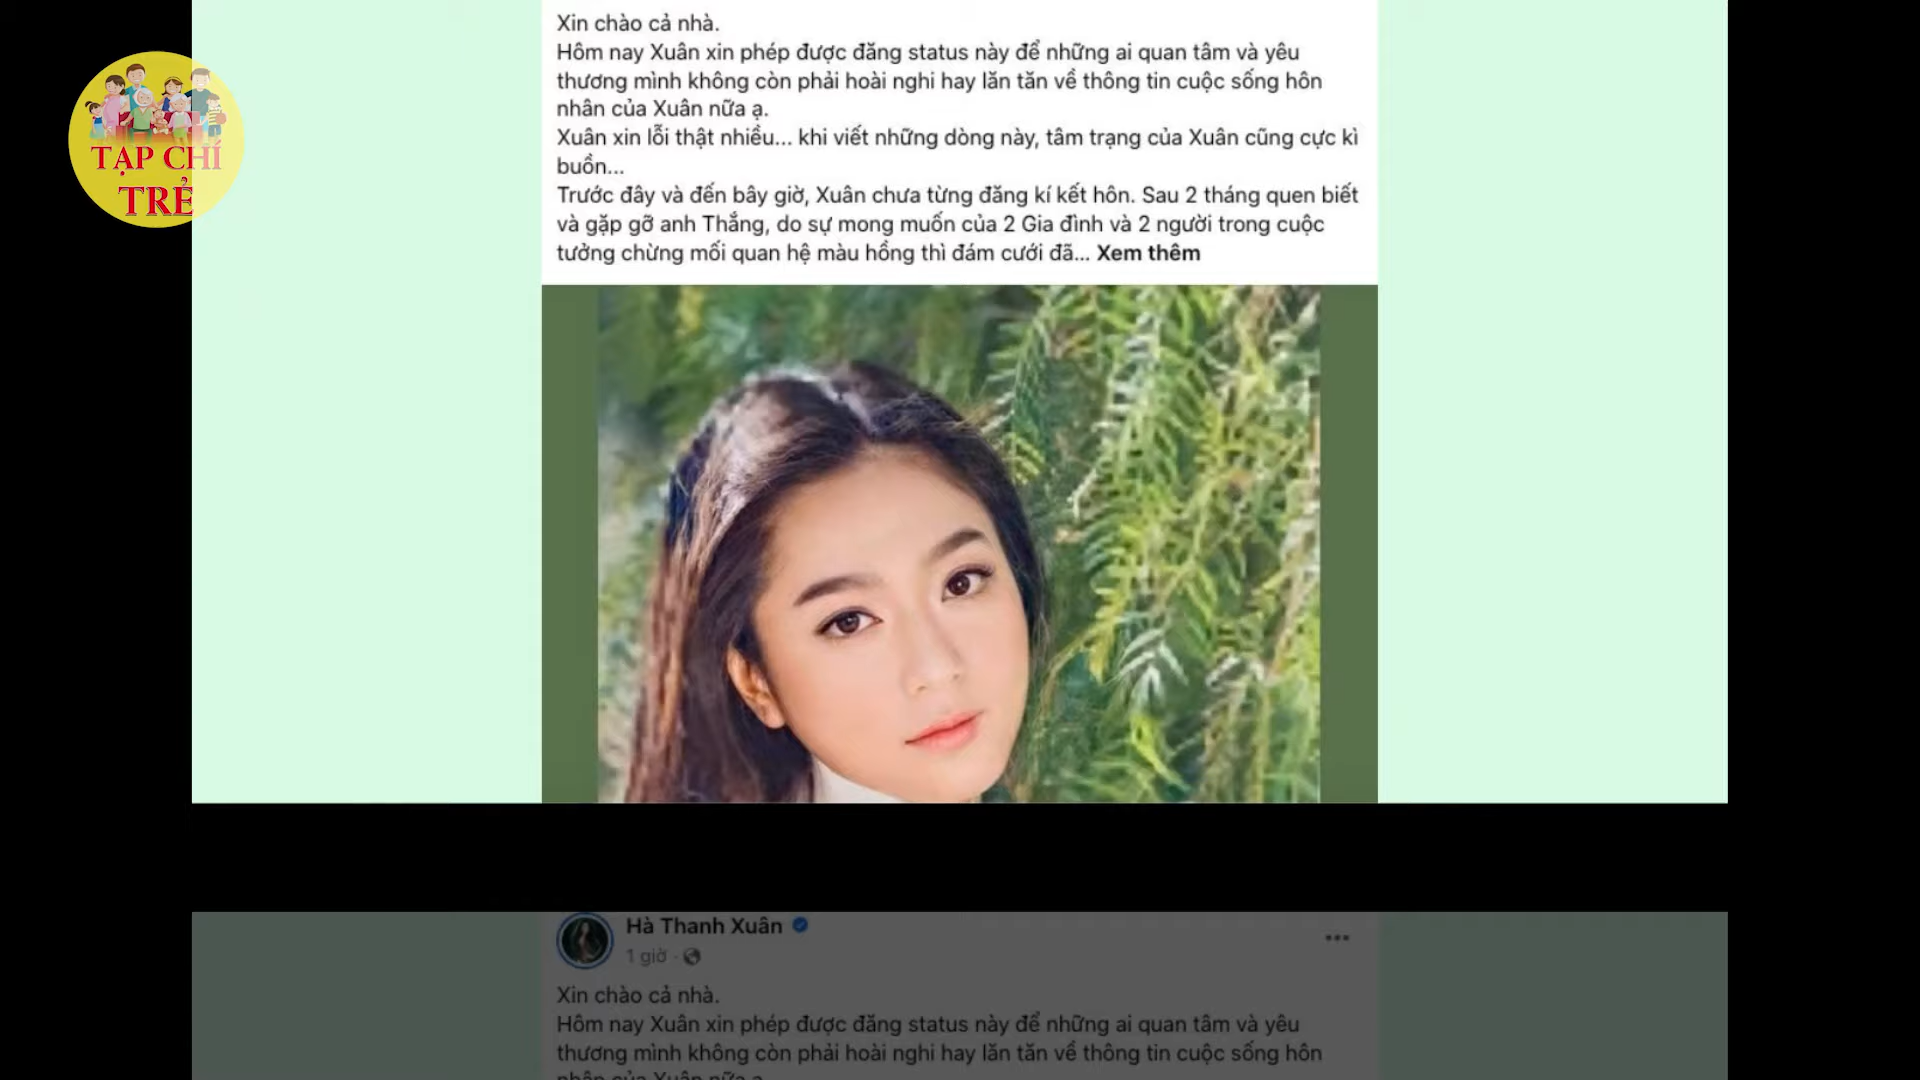 Xin chào cả nhà.
Hôm nay Xuân xin phép được đăng status này để những ai quan tâm và yêu
thương mình không còn phải hoài nghi hay lăn tăn về thông tin cuộc sống hôn
nhân của Xuân nữa ạ.
Xuân xin lỗi thật nhiều... khi viết những dòng này, tâm trạng của Xuân cũng cực kì
buồn...
Trước đây và đến bây giờ, Xuân chưa từng đăng kí kết hôn. Sau 2 tháng quen biết
và gặp gỡ anh Thắng, do sự mong muốn của 2 Gia đình và 2 người trong cuộc
tưởng chừng mối quan hệ màu hồng thì đám cưới đã... Xem thêm
TẠP CHÍ
TRẺ
Hà Thanh Xuân
1 giờ ·
Xin chào cả nhà.
Hôm nay Xuân xin phép được đăng status này để những ai quan tâm và yêu
thương mình không còn phải hoài nghi hay lăn tăn về thông tin cuộc sống hôn
nhân của Xuân nữa ạ.